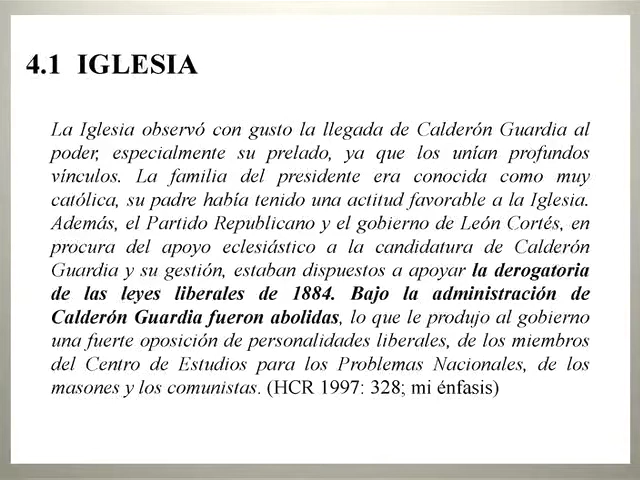 4.1 IGLESIA
La Iglesia observó con gusto la llegada de Calderón Guardia al
poder, especialmente su prelado, ya que los unían profundos
vínculos. La familia del presidente era conocida como muy
católica, su padre había tenido una actitud favorable a la Iglesia.
Además, el Partido Republicano y el gobierno de León Cortés, en
procura del apoyo eclesiástico a la candidatura de Calderón
Guardia y su gestión, estaban dispuestos a apoyar la derogatoria
de las leyes liberales de 1884. Bajo la administración de
Calderón Guardia fueron abolidas, lo que le produjo al gobierno
una fuerte oposición de personalidades liberales, de los miembros
del Centro de Estudios para los Problemas Nacionales, de los
masones y los comunistas. (HCR 1997: 328; mi énfasis)